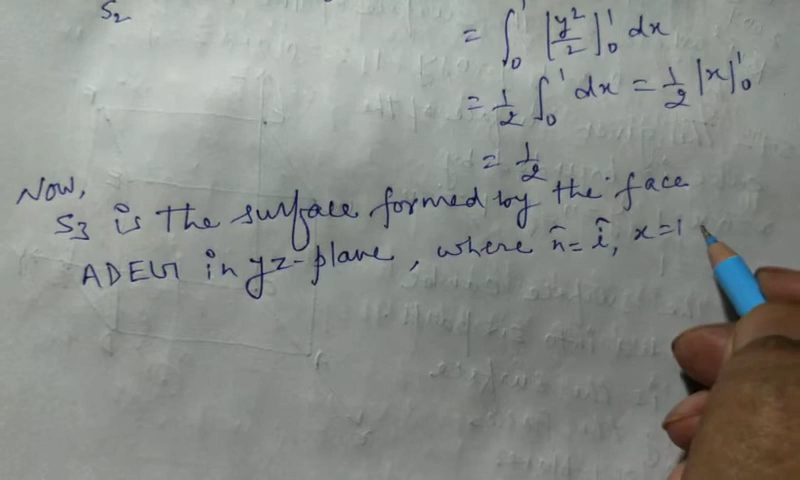 S₂
= ∫₀¹ |y²/2|₀¹ dx
= 1/2 ∫₀¹ dx = 1/2 |x|₀¹
= 1/2
Now,
S₃ is the surface formed by the face
ADEG in yz-plane, where n̂ = î, x=1